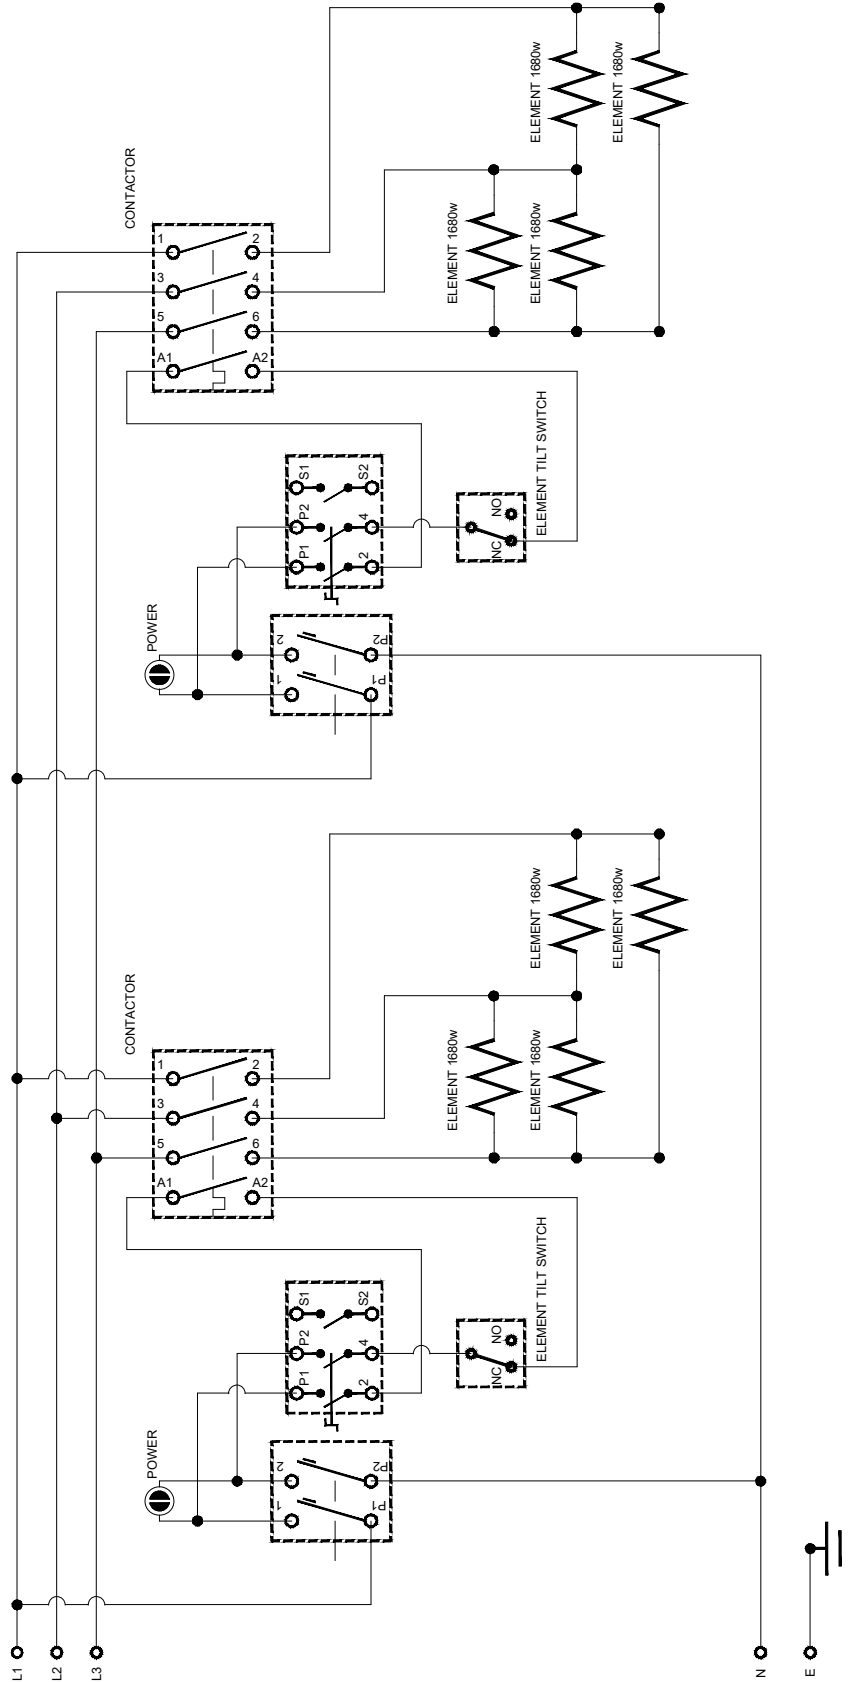 CONTACTOR
ELEMENT 1680w
ELEMENT 1680w
ELEMENT 1680w
ELEMENT 1680w
1
2
3
4
5
6
A1
A2
ELEMENT TILT SWITCH
S1
S2
P2
4
P1
2
NO
NC
POWER
2
P2
1
P1
CONTACTOR
ELEMENT 1680w
ELEMENT 1680w
ELEMENT 1680w
ELEMENT 1680w
1
2
3
4
5
6
A1
A2
ELEMENT TILT SWITCH
S1
S2
P2
4
P1
2
NO
NC
POWER
2
P2
1
P1
L1
L2
L3
N
E